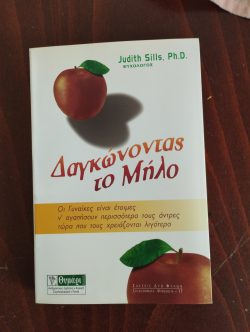 Judith Sills, Ph.D.
ΨΥΧΟΛΟΓΟΣ
Δαγκώνοντας
το Μήλο
Οι Γυναίκες είναι έτοιμες
ν' αγαπήσουν περισσότερο τους άντρες
τώρα που τους χρειάζονται λιγότερο
Θυμάρι